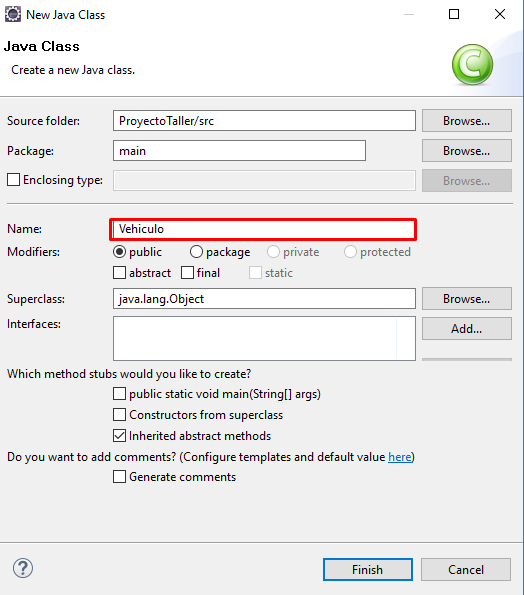 New Java Class
Java Class
Create a new Java class.
Source folder: ProyectoTaller/src Browse...
Package: main Browse...
Enclosing type: Browse...
Name: Vehiculo
Modifiers: public package private protected
abstract final static
Superclass: java.lang.Object Browse...
Interfaces: Add...
Which method stubs would you like to create?
public static void main(String[] args)
Constructors from superclass
Inherited abstract methods
Do you want to add comments? (Configure templates and default value here)
Generate comments
? Finish Cancel